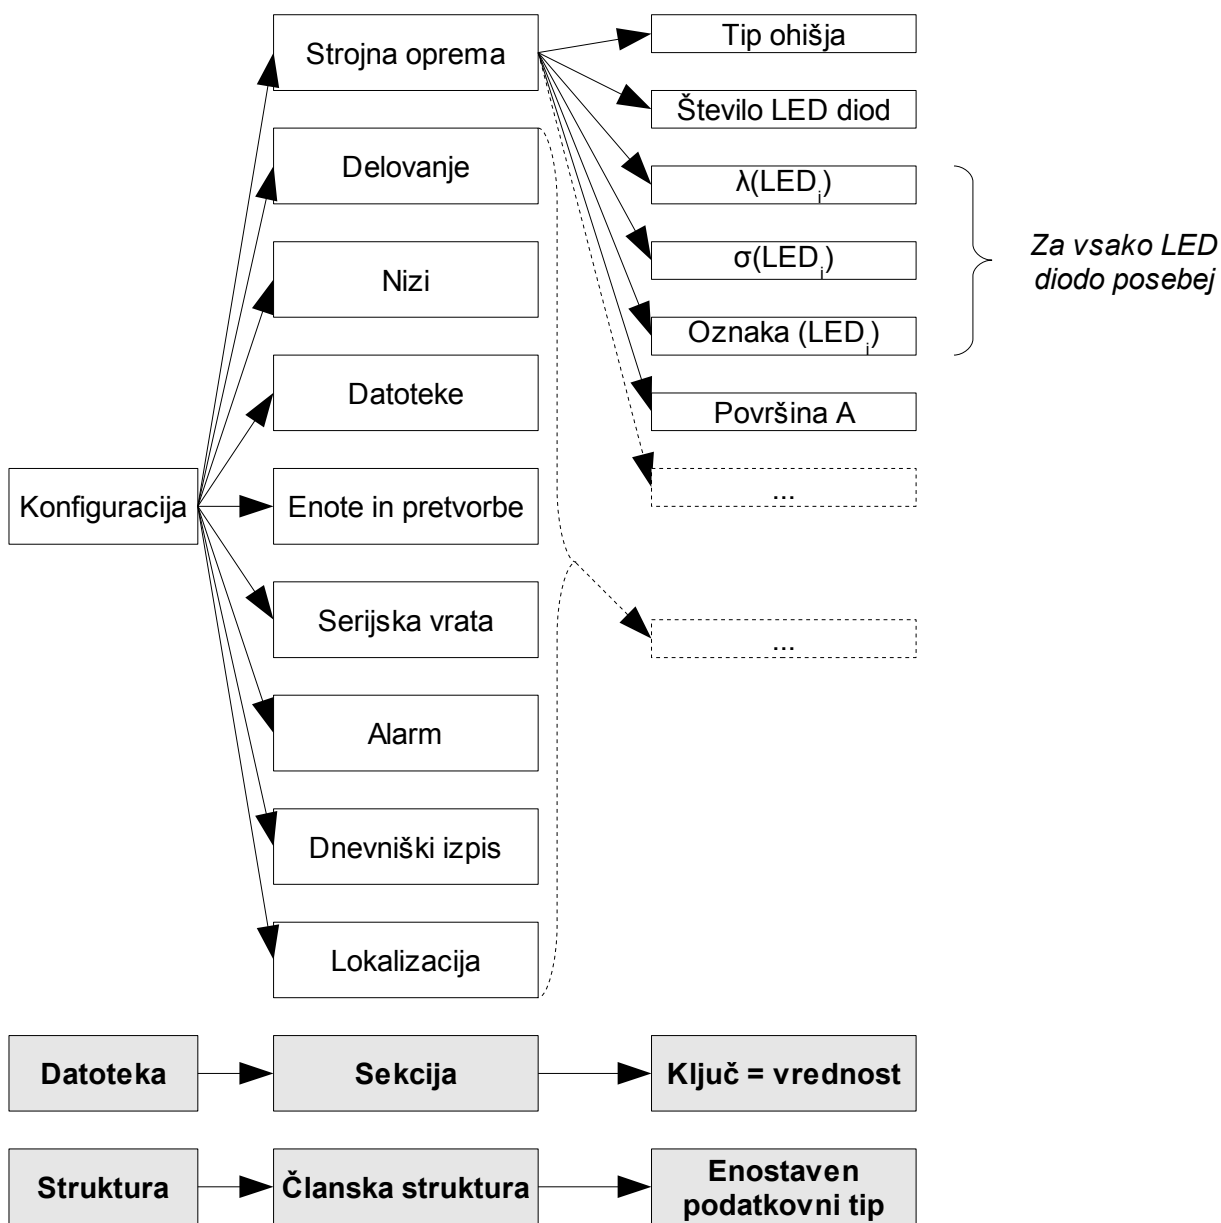 Strojna oprema
Delovanje
Nizi
Datoteke
Konfiguracija
Enote in pretvorbe
Serijska vrata
Alarm
Dnevniški izpis
Lokalizacija
Tip ohišja
Število LED diod
λ(LEDᵢ)
σ(LEDᵢ)
Oznaka (LEDᵢ)
Površina A
...
...
Za vsako LED
diodo posebej
Datoteka
Sekcija
Ključ = vrednost
Struktura
Članska struktura
Enostaven
podatkovni tip